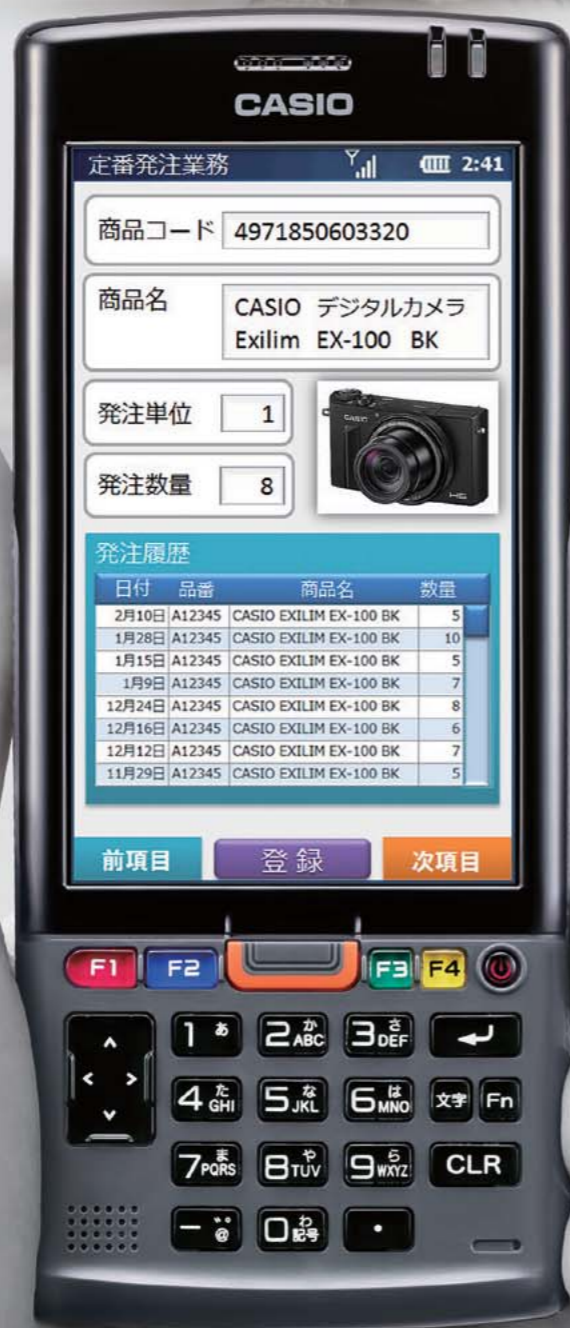 CASIO
定番発注業務 2:41
商品コード 4971850603320
商品名 CASIO デジタルカメラ
Exilim EX-100 BK
発注単位 1
CASIO
発注数量 8
HS
発注履歴
日付 品番 商品名 数量
2月10日 A12345 CASIO EXILIM EX-100 BK 5
1月28日 A12345 CASIO EXILIM EX-100 BK 10
1月15日 A12345 CASIO EXILIM EX-100 BK 5
1月9日 A12345 CASIO EXILIM EX-100 BK 7
12月24日 A12345 CASIO EXILIM EX-100 BK 8
12月16日 A12345 CASIO EXILIM EX-100 BK 6
12月12日 A12345 CASIO EXILIM EX-100 BK 7
11月29日 A12345 CASIO EXILIM EX-100 BK 5
前項目 登録 次項目
F1 F2 F3 F4
1 あ 2 か ABC 3 さ DEF
4 た GHI 5 な JKL 6 は MNO 文字 Fn
7 ま PQRS 8 や TUV 9 ら WXYZ CLR
- ゛゜ @ 0 わ 記号 ・